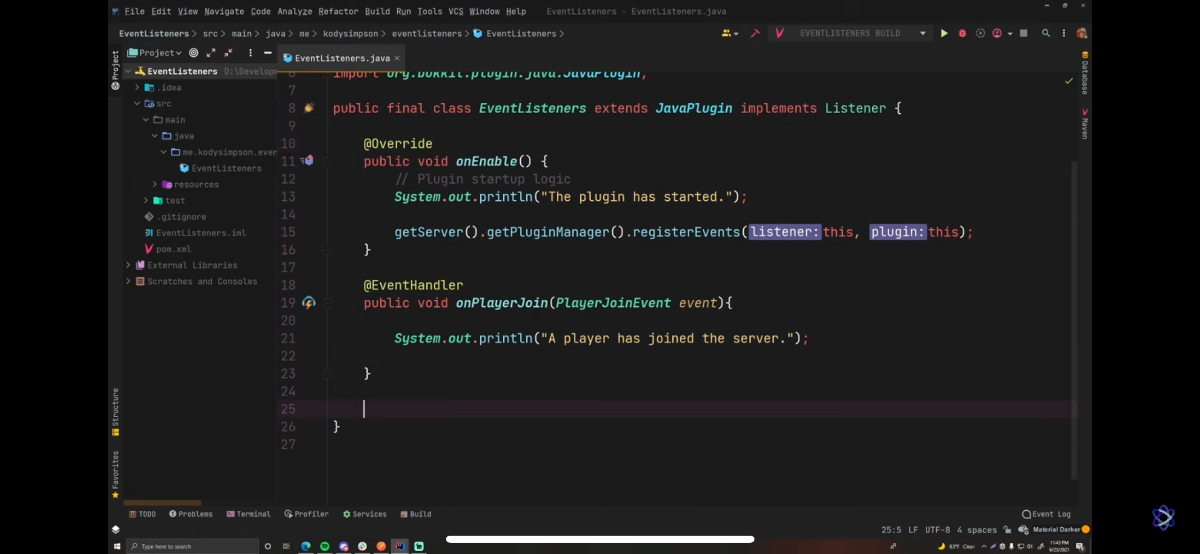 File Edit View Navigate Code Analyze Refactor Build Run Tools VCS Window Help EventListeners - EventListeners.java
EventListeners > src > main > java > me > kodysimpson > eventlisteners > EventListeners > EVENTLISTENERS BUILD
Project
EventListeners.java ×
EventListeners D:\Develop
.idea
src
main
java
me.kodysimpson.even
EventListeners
resources
test
.gitignore
EventListeners.iml
pom.xml
External Libraries
Scratches and Consoles
Project
Structure
Favorites
Database
Maven
import org.bukkit.plugin.java.JavaPlugin;
7
8 public final class EventListeners extends JavaPlugin implements Listener {
9
10 @Override
11 public void onEnable() {
12 // Plugin startup logic
13 System.out.println("The plugin has started.");
14
15 getServer().getPluginManager().registerEvents(listener: this, plugin: this);
16 }
17
18 @EventHandler
19 public void onPlayerJoin(PlayerJoinEvent event){
20
21 System.out.println("A player has joined the server.");
22
23 }
24
25
26 }
27
TODO Problems Terminal Profiler Services Build Event Log
25:5 LF UTF-8 4 spaces Material Darker
Type here to search
83°F Clear
11:43 PM
6/23/2021